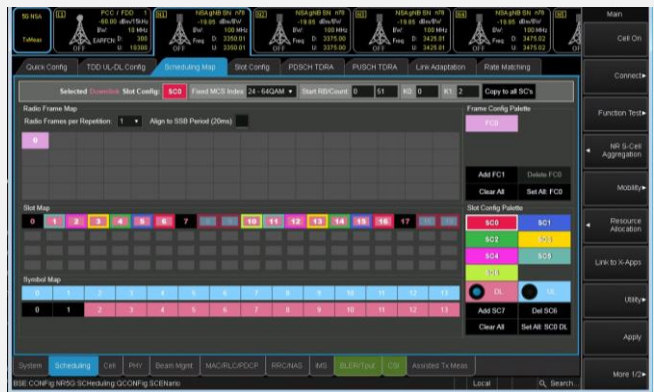 5G NSA
TxMeas
PCC / FDD 1
-60.00 dBm/15kHz
BW: 10 MHz
EARFCN D: 300
U: 18300
OFF
N1
NSAgNB SN n78
-19.85 dBm/BW
BW: 100 MHz
Freq D: 3350.01
U: 3350.01
OFF
NSAgNB SN n78
-19.85 dBm/BW
BW: 100 MHz
Freq D: 3375.00
U: 3375.00
OFF
NSAgNB SN n78
-19.85 dBm/BW
BW: 100 MHz
Freq D: 3425.01
U: 3425.01
OFF
NSAgNB SN n78
-19.85 dBm/BW
BW: 100 MHz
Freq D: 3475.02
U: 3475.02
OFF
Main
Cell On
Connect
Function Test
NR S-Cell
Aggregation
Mobility
Resource
Allocation
Link to X-Apps
Utility
Apply
More 1/2
Quick Config TDD UL-DL Config Scheduling Map Slot Config PDSCH TDRA PUSCH TDRA Link Adaptation Rate Matching
Selected Downlink Slot Config: SC0 Fixed MCS Index 24 - 64QAM Start RB/Count: 0 51 K0: 0 K1: 2 Copy to all SC's
Radio Frame Map
Radio Frames per Repetition: 1 Align to SSB Period (20ms)
0
Frame Config Palette
FC0
Add FC1 Delete FC0
Clear All Set All: FC0
Slot Map
0 1 2 3 4 5 6 7 10 11 12 13 14 15 16 17
Slot Config Palette
SC0 SC1
SC2 SC3
SC4 SC5
SC6
DL UL
Add SC7 Del SC6
Clear All Set All: SC0 DL
Symbol Map
0 1 2 3 4 5 6 7 8 9 10 11 12 13
0 1 2 3 4 5 6 7 8 9 10 11 12 13
System Scheduling Cell PHY Beam Mgmt MAC/RLC/PDCP RRC/NAS IMS BLER/Tput CSI Assisted Tx Meas
BSE:CONFig:NR5G:SCHeduling:QCONFig:SCENario
Local Search...